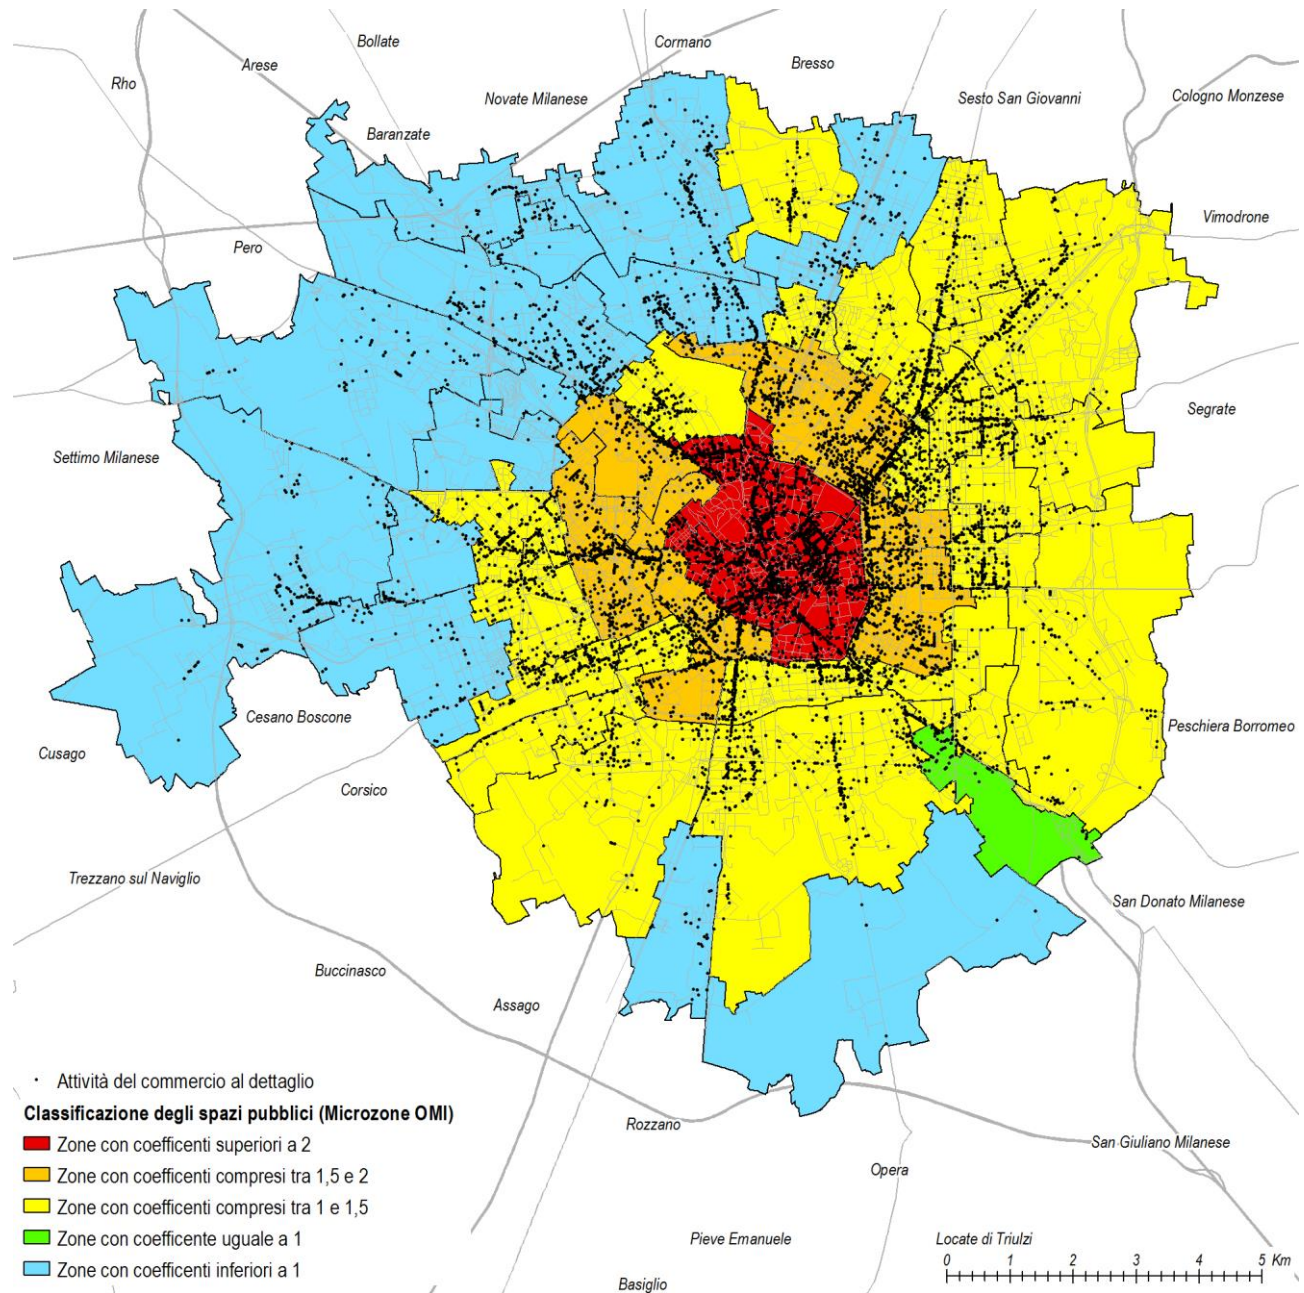 Bollate
Cormano
Arese
Bresso
Rho
Novate Milanese
Sesto San Giovanni
Cologno Monzese
Baranzate
Vimodrone
Pero
Segrate
Settimo Milanese
Cesano Boscone
Peschiera Borromeo
Cusago
Corsico
Trezzano sul Naviglio
San Donato Milanese
Buccinasco
Assago
Rozzano
San Giuliano Milanese
Opera
Pieve Emanuele
Locate di Triulzi
Basiglio
Attività del commercio al dettaglio
Classificazione degli spazi pubblici (Microzone OMI)
Zone con coefficenti superiori a 2
Zone con coefficenti compresi tra 1,5 e 2
Zone con coefficenti compresi tra 1 e 1,5
Zone con coefficente uguale a 1
Zone con coefficenti inferiori a 1
0 1 2 3 4 5 Km